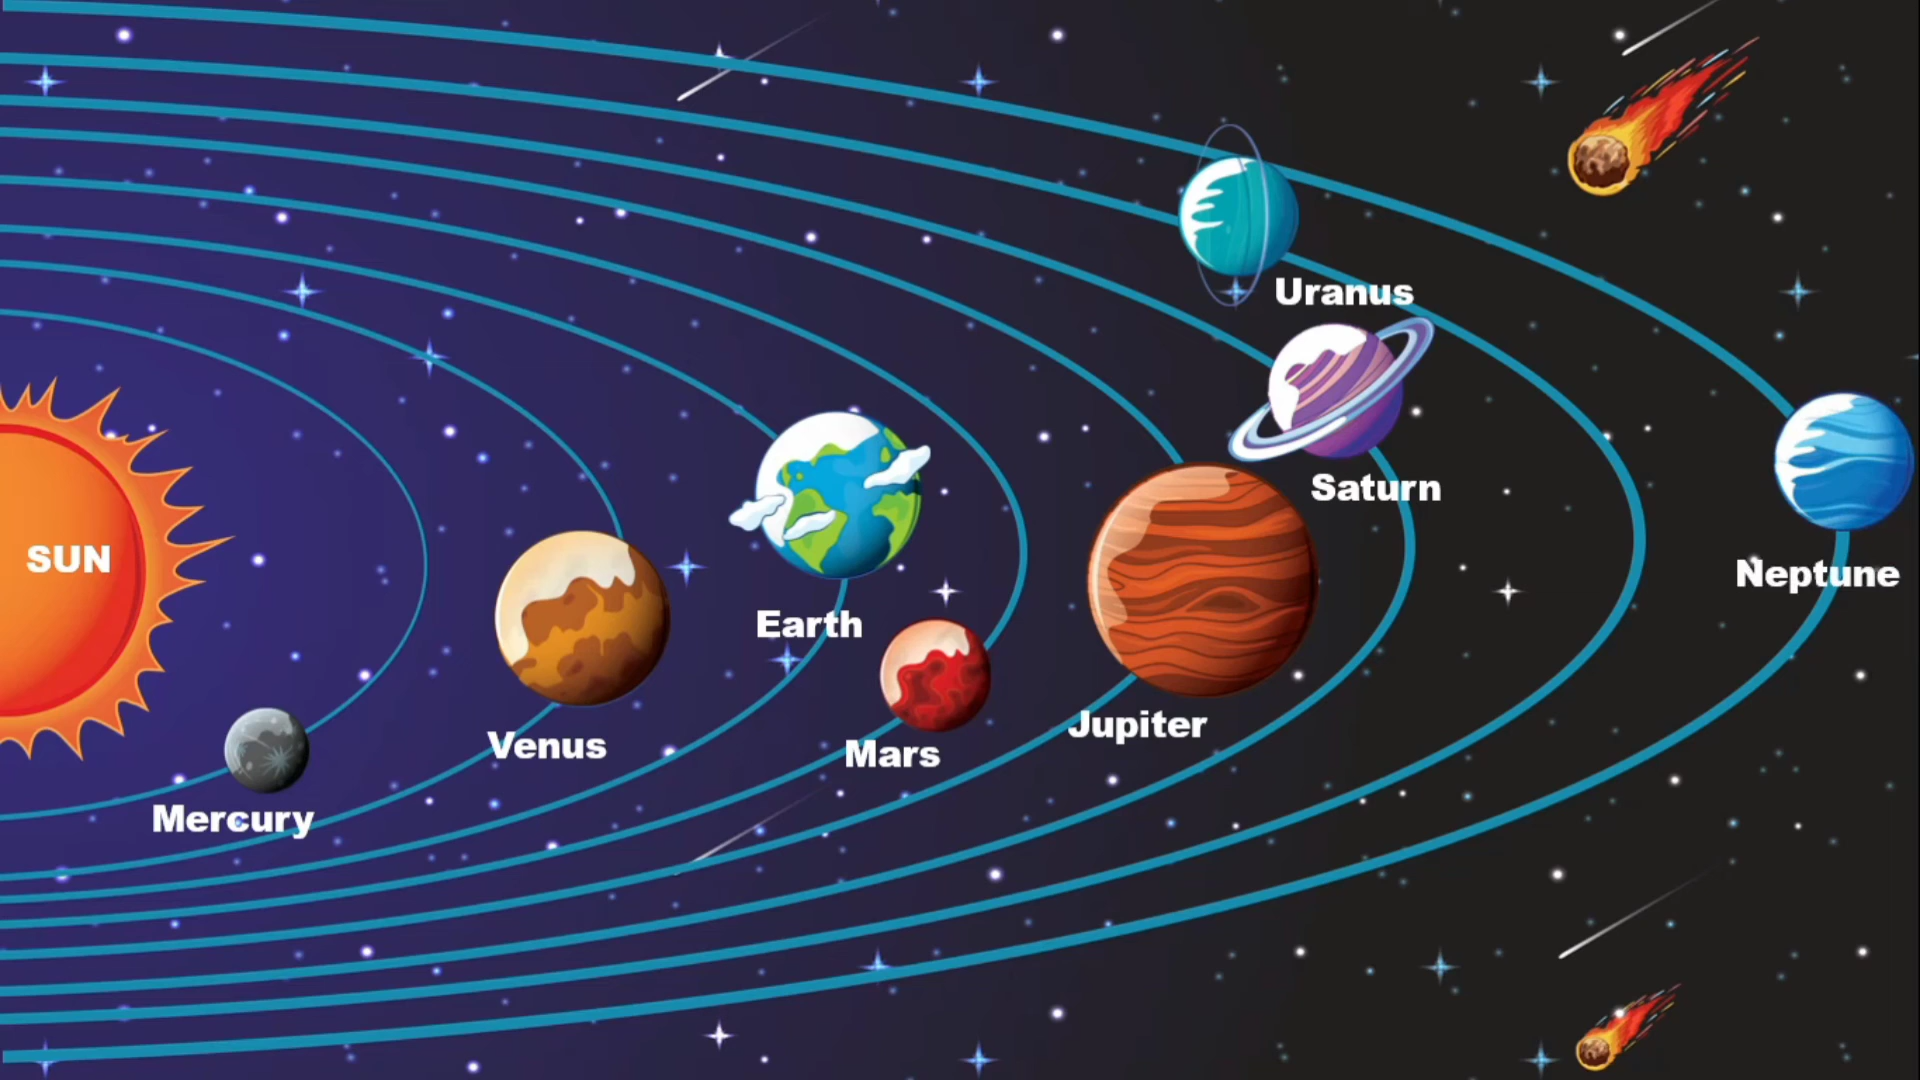 Uranus
Saturn
SUN
Neptune
Earth
Jupiter
Venus
Mars
Mercury